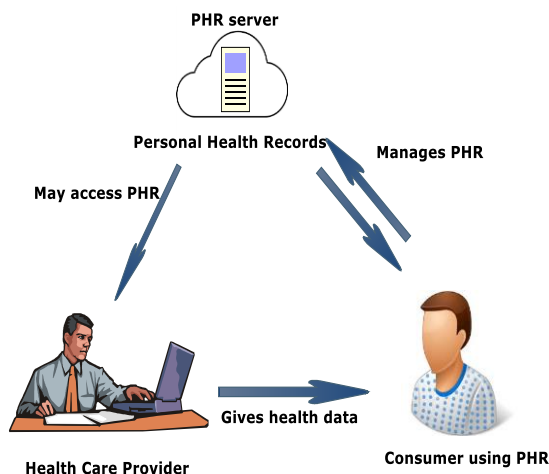 PHR server
Personal Health Records
Manages PHR
May access PHR
Gives health data
Health Care Provider
Consumer using PHR